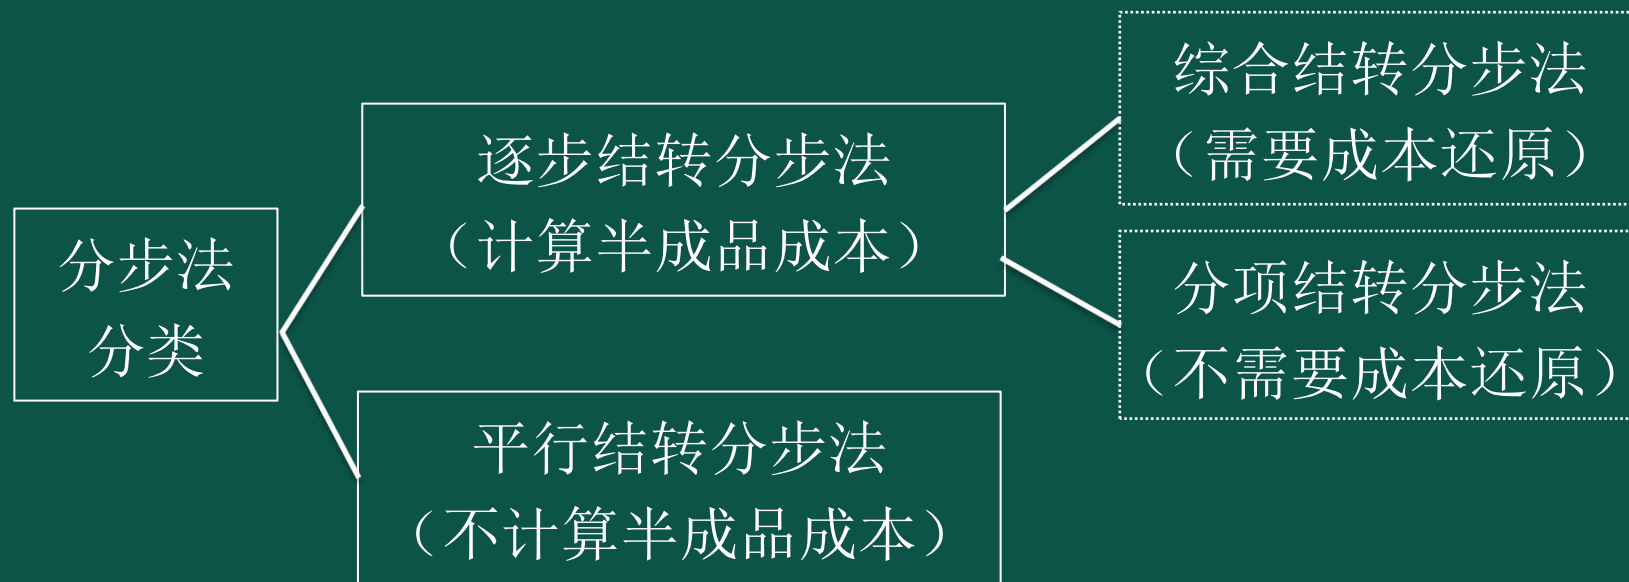 分步法
分类
逐步结转分步法
（计算半成品成本）
平行结转分步法
（不计算半成品成本）
综合结转分步法
（需要成本还原）
分项结转分步法
（不需要成本还原）